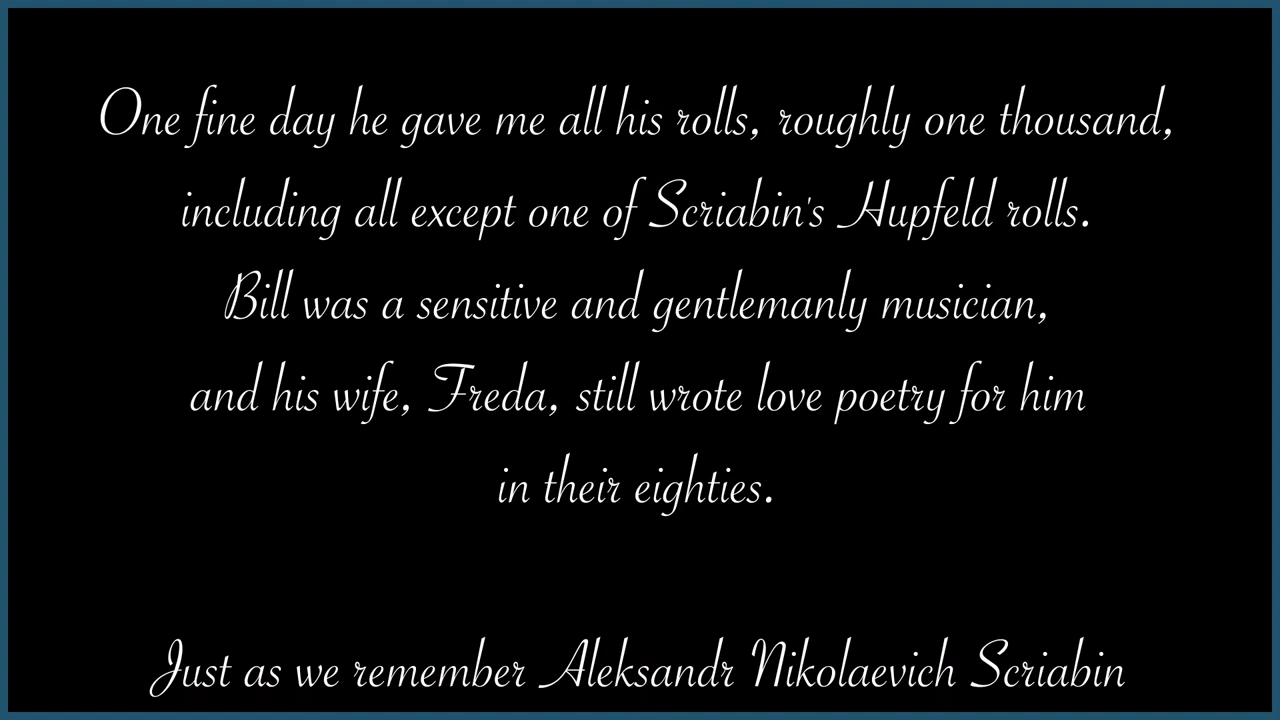 One fine day he gave me all his rolls, roughly one thousand,
including all except one of Scriabin's Hupfeld rolls.
Bill was a sensitive and gentlemanly musician,
and his wife, Freda, still wrote love poetry for him
in their eighties.
Just as we remember Aleksandr Nikolaevich Scriabin